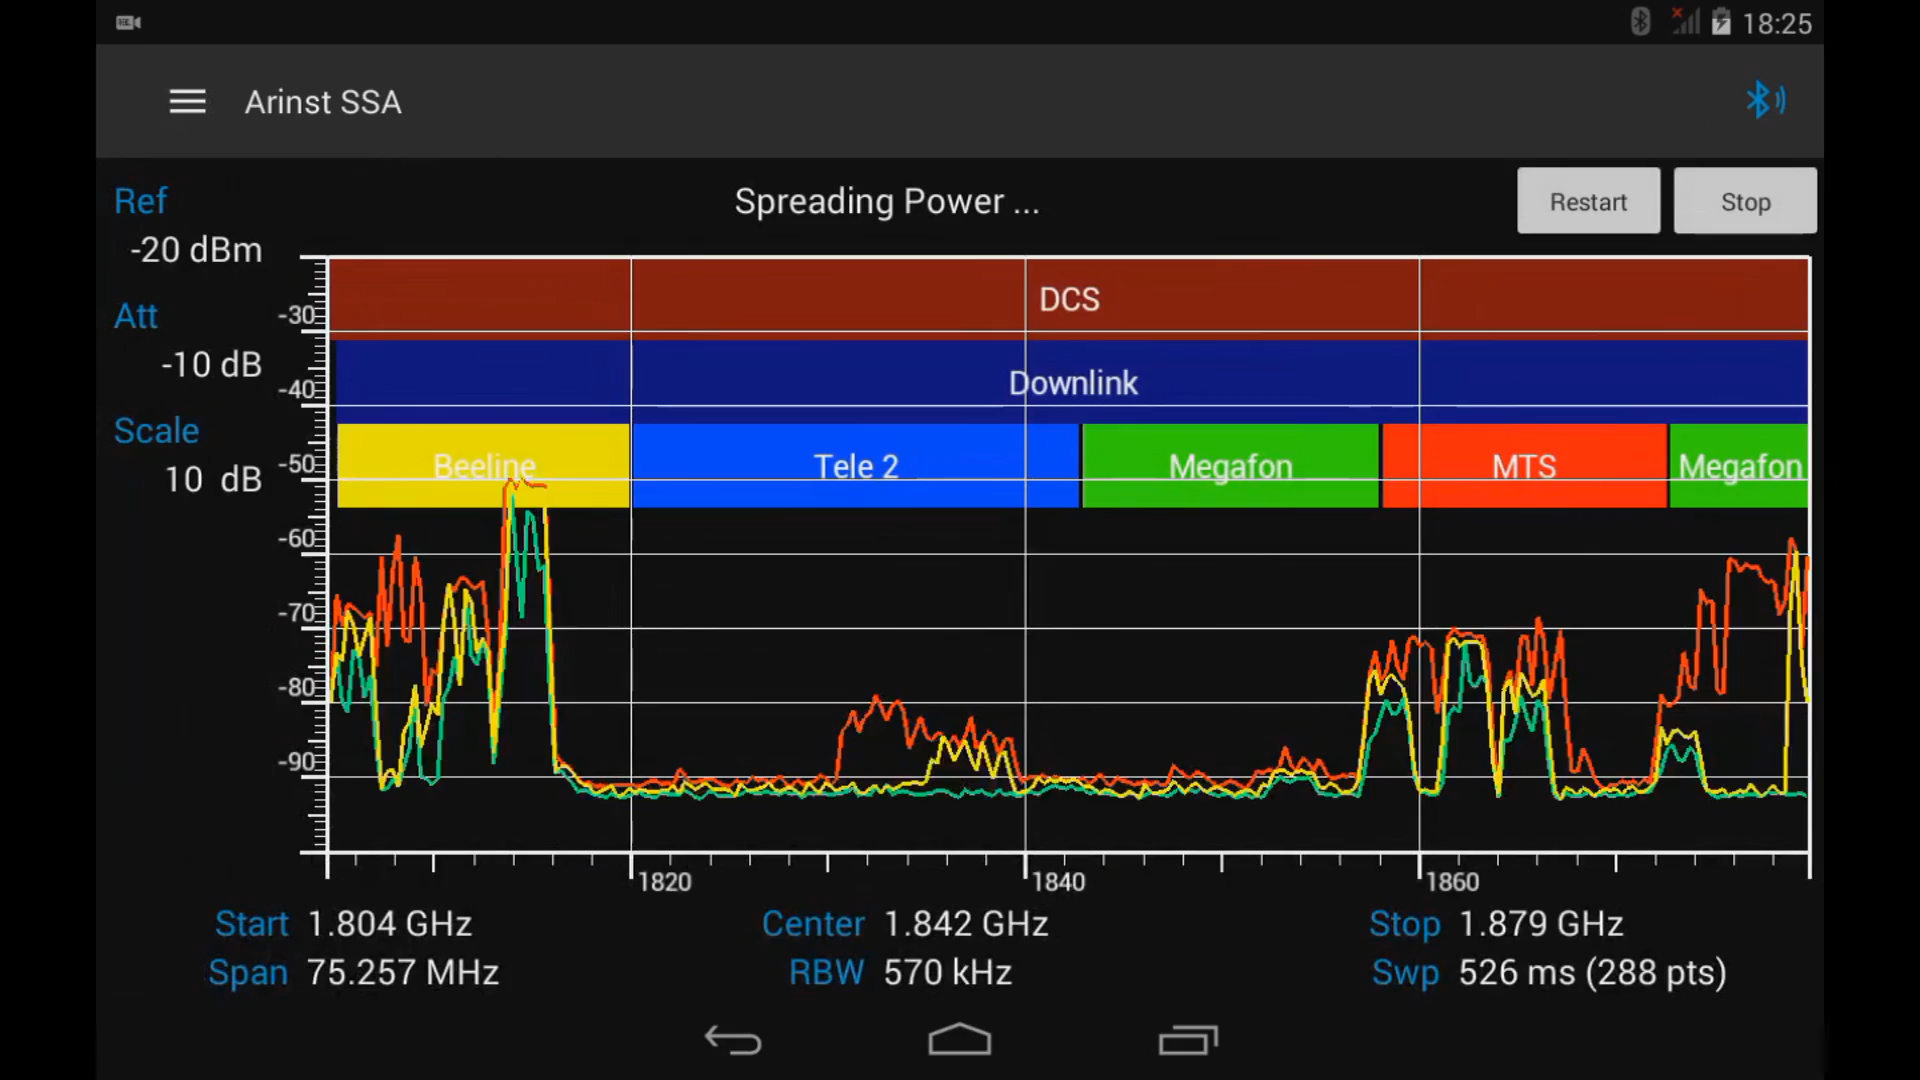 18:25
Arinst SSA
Ref
-20 dBm
Spreading Power ...
Restart
Stop
Att
-10 dB
Scale
10 dB
-30
-40
-50
-60
-70
-80
-90
DCS
Downlink
Beeline
Tele 2
Megafon
MTS
Megafon
1820
1840
1860
Start 1.804 GHz
Center 1.842 GHz
Stop 1.879 GHz
Span 75.257 MHz
RBW 570 kHz
Swp 526 ms (288 pts)